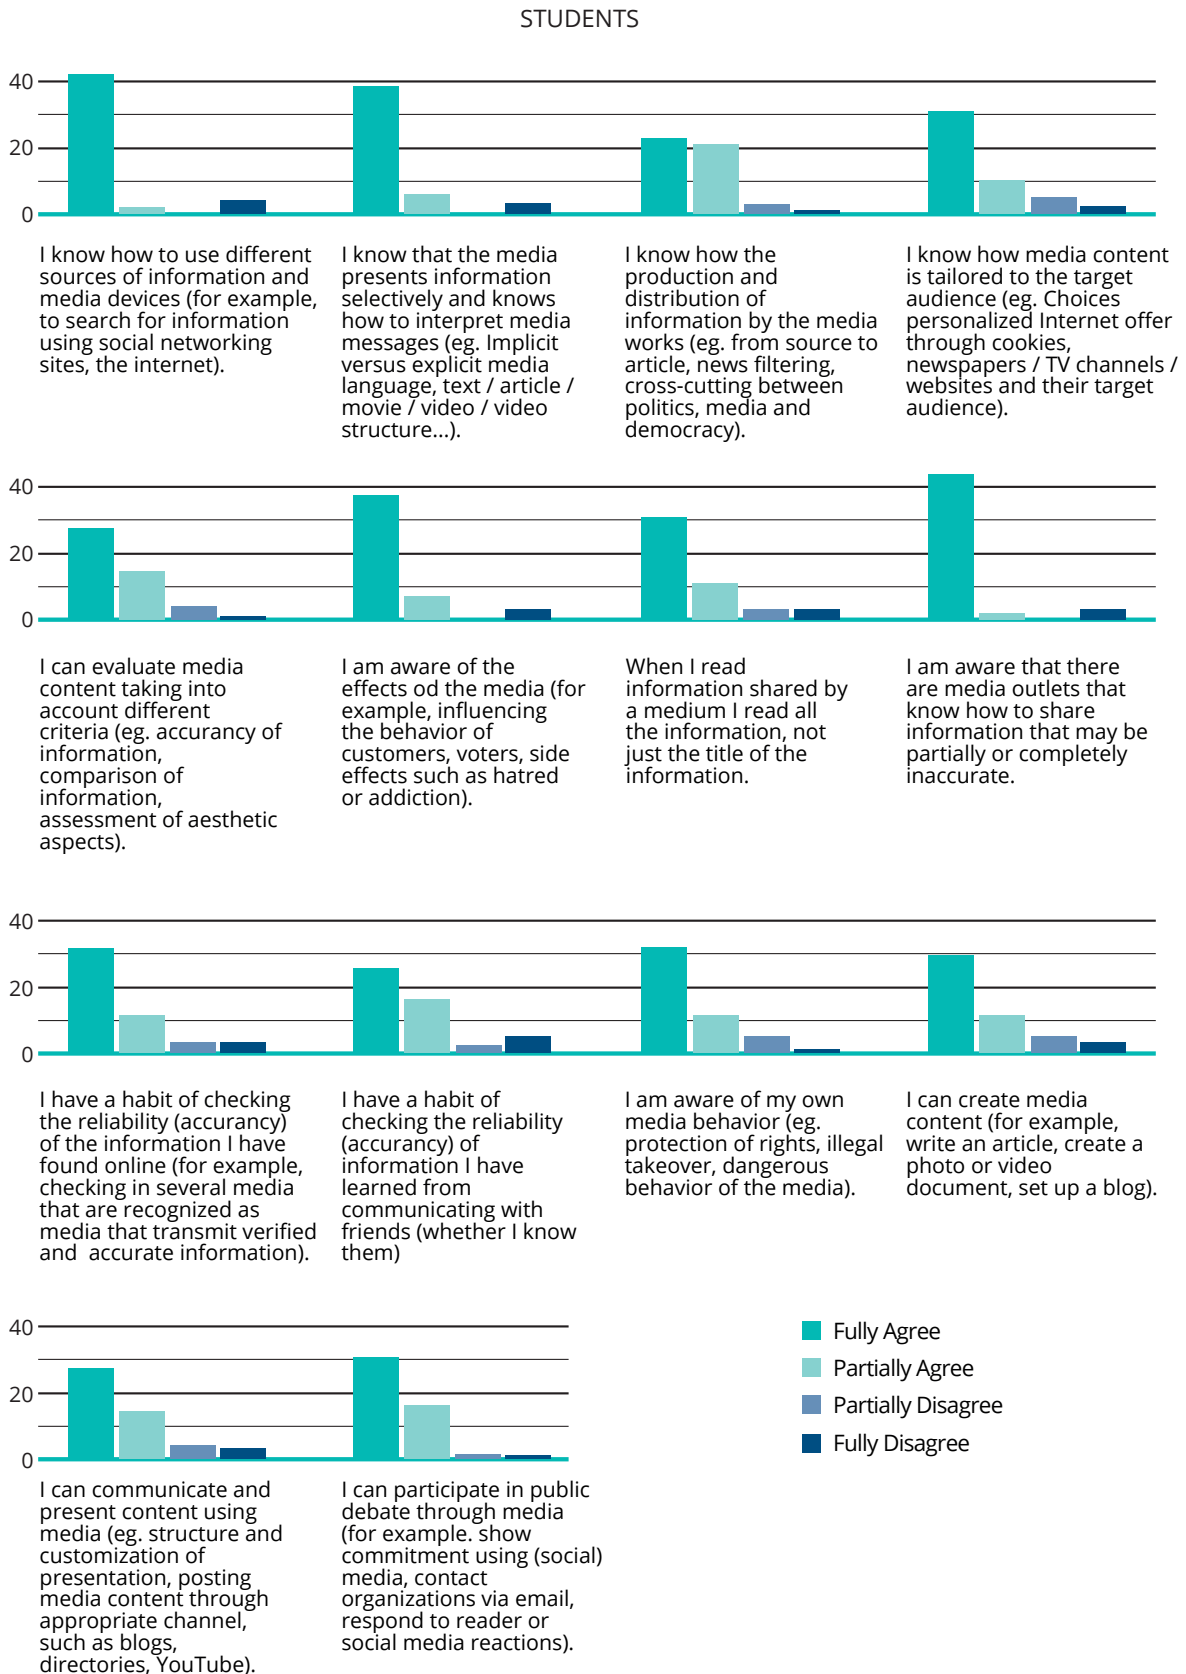 STUDENTS
40
20
0
I know how to use different
sources of information and
media devices (for example,
to search for information
using social networking
sites, the internet).
I know that the media
presents information
selectively and knows
how to interpret media
messages (eg. Implicit
versus explicit media
language, text / article /
movie / video / video
structure...).
I know how the
production and
distribution of
information by the media
works (eg. from source to
article, news filtering,
cross-cutting between
politics, media and
democracy).
I know how media content
is tailored to the target
audience (eg. Choices
personalized Internet offer
through cookies,
newspapers / TV channels /
websites and their target
audience).
40
20
0
I can evaluate media
content taking into
account different
criteria (eg. accurancy of
information,
comparison of
information,
assessment of aesthetic
aspects).
I am aware of the
effects od the media (for
example, influencing
the behavior of
customers, voters, side
effects such as hatred
or addiction).
When I read
information shared by
a medium I read all
the information, not
just the title of the
information.
I am aware that there
are media outlets that
know how to share
information that may be
partially or completely
inaccurate.
40
20
0
I have a habit of checking
the reliability (accurancy)
of the information I have
found online (for example,
checking in several media
that are recognized as
media that transmit verified
and  accurate information).
I have a habit of
checking the reliability
(accurancy) of
information I have
learned from
communicating with
friends (whether I know
them)
I am aware of my own
media behavior (eg.
protection of rights, illegal
takeover, dangerous
behavior of the media).
I can create media
content (for example,
write an article, create a
photo or video
document, set up a blog).
40
20
0
I can communicate and
present content using
media (eg. structure and
customization of
presentation, posting
media content through
appropriate channel,
such as blogs,
directories, YouTube).
I can participate in public
debate through media
(for example. show
commitment using (social)
media, contact
organizations via email,
respond to reader or
social media reactions).
Fully Agree
Partially Agree
Partially Disagree
Fully Disagree